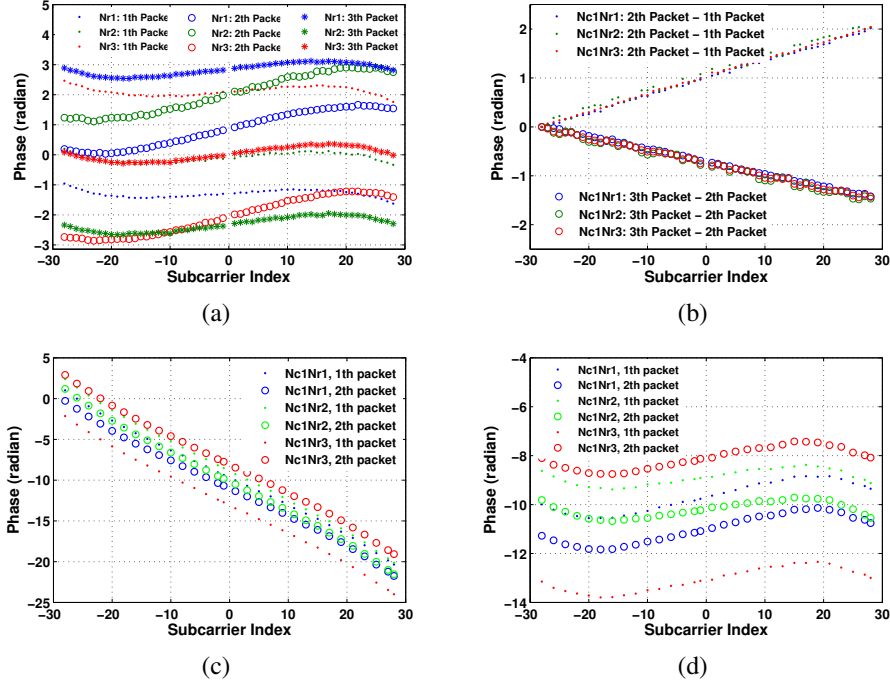 Nr1: 1th Packe Nr1: 2th Packe Nr1: 3th Packet
Nr2: 1th Packe Nr2: 2th Packe Nr2: 3th Packet
Nr3: 1th Packe Nr3: 2th Packe Nr3: 3th Packet
5
4
3
2
1
0
−1
−2
−3
Phase (radian)
−30 −20 −10 0 10 20 30
Subcarrier Index
(a)
Nc1Nr1: 2th Packet − 1th Packet
Nc1Nr2: 2th Packet − 1th Packet
Nc1Nr3: 2th Packet − 1th Packet
2
1
0
−1
−2
Phase (radian)
Nc1Nr1: 3th Packet − 2th Packet
Nc1Nr2: 3th Packet − 2th Packet
Nc1Nr3: 3th Packet − 2th Packet
−30 −20 −10 0 10 20 30
Subcarrier Index
(b)
5
0
−5
−10
−15
−20
−25
Phase (radian)
Nc1Nr1, 1th packet
Nc1Nr1, 2th packet
Nc1Nr2, 1th packet
Nc1Nr2, 2th packet
Nc1Nr3, 1th packet
Nc1Nr3, 2th packet
−30 −20 −10 0 10 20 30
Subcarrier Index
(c)
−4
−6
−8
−10
−12
−14
Phase (radian)
Nc1Nr1, 1th packet
Nc1Nr1, 2th packet
Nc1Nr2, 1th packet
Nc1Nr2, 2th packet
Nc1Nr3, 1th packet
Nc1Nr3, 2th packet
−30 −20 −10 0 10 20 30
Subcarrier Index
(d)